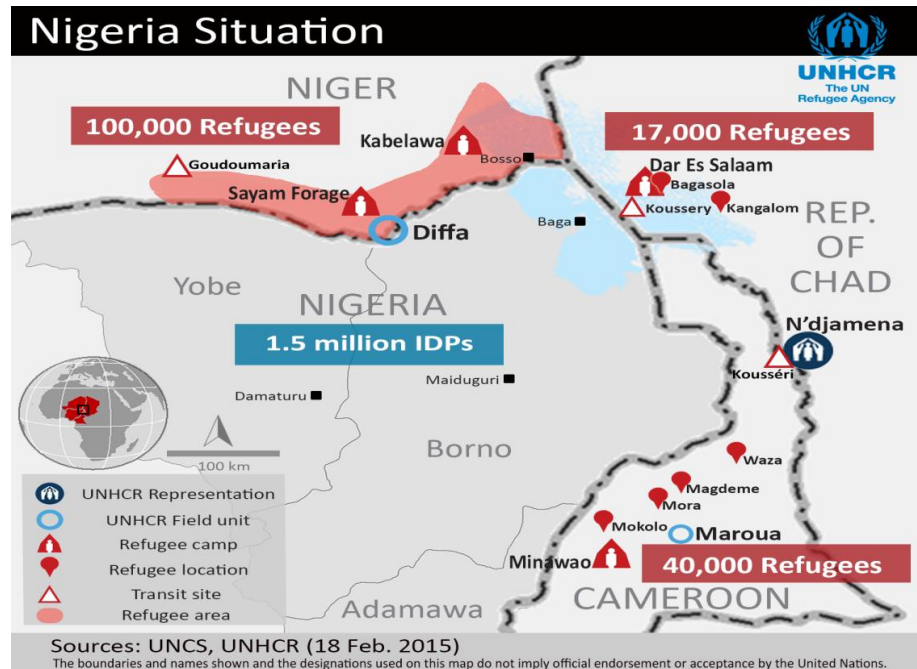 Nigeria Situation
UNHCR
The UN
Refugee Agency
NIGER
100,000 Refugees
17,000 Refugees
Kabelawa
Goudoumaria
Bosso
Dar Es Salaam
Bagasola
Sayam Forage
Koussery
Kangalom
Diffa
Baga
REP.
OF
CHAD
Yobe
NIGERIA
N'djamena
1.5 million IDPs
Kousséri
Maiduguri
Damaturu
Borno
100 km
Waza
UNHCR Representation
Magdeme
Mora
UNHCR Field unit
Mokolo
Maroua
Refugee camp
Minawao
Refugee location
40,000 Refugees
Transit site
CAMEROON
Refugee area
Adamawa
Sources: UNCS, UNHCR (18 Feb. 2015)
The boundaries and names shown and the designations used on this map do not imply official endorsement or acceptance by the United Nations.